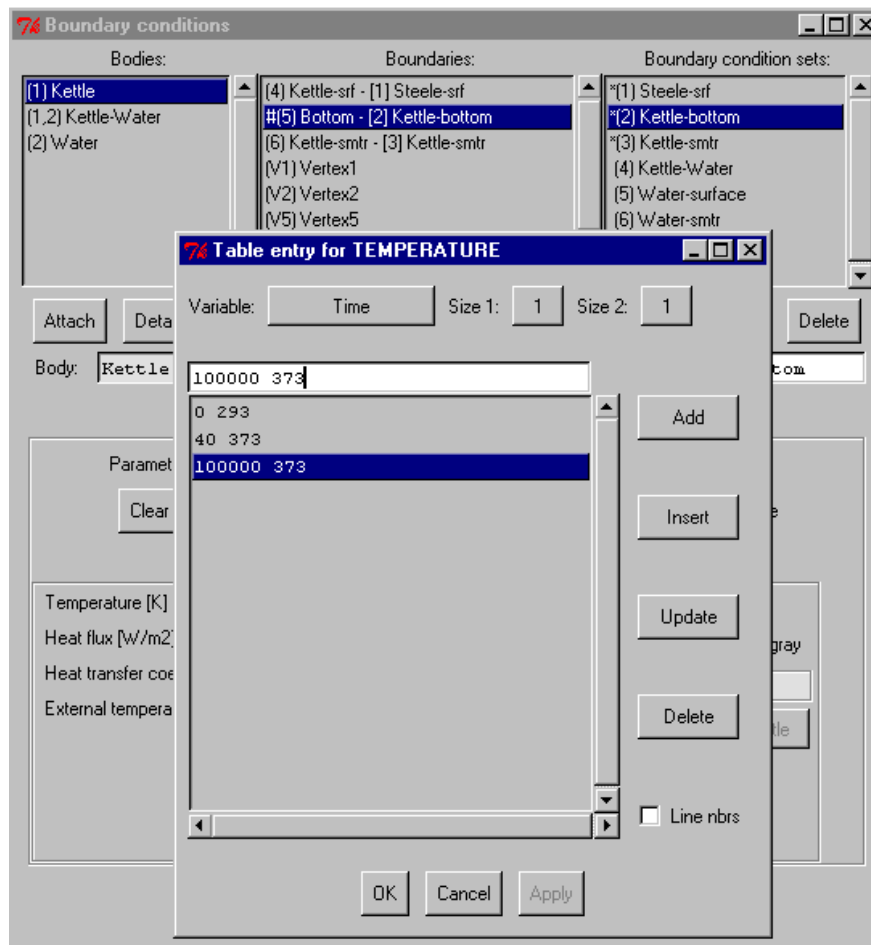 Boundary conditions
Bodies: Boundaries: Boundary condition sets:
(1) Kettle
(1,2) Kettle-Water
(2) Water
(4) Kettle-srf - [1] Steele-srf
#(5) Bottom - [2] Kettle-bottom
(6) Kettle-smtr - [3] Kettle-smtr
(V1) Vertex1
(V2) Vertex2
(V5) Vertex5
*(1) Steele-srf
*(2) Kettle-bottom
*(3) Kettle-smtr
(4) Kettle-Water
(5) Water-surface
(6) Water-smtr
Attach Deta Delete
Body: Kettle tom
Paramet
Clear e
Temperature [K]
Heat flux [W/m2]
Heat transfer coe
External tempera
gray
tle
Table entry for TEMPERATURE
Variable: Time Size 1: 1 Size 2: 1
100000 373
0 293
40 373
100000 373
Add
Insert
Update
Delete
Line nbrs
OK Cancel Apply